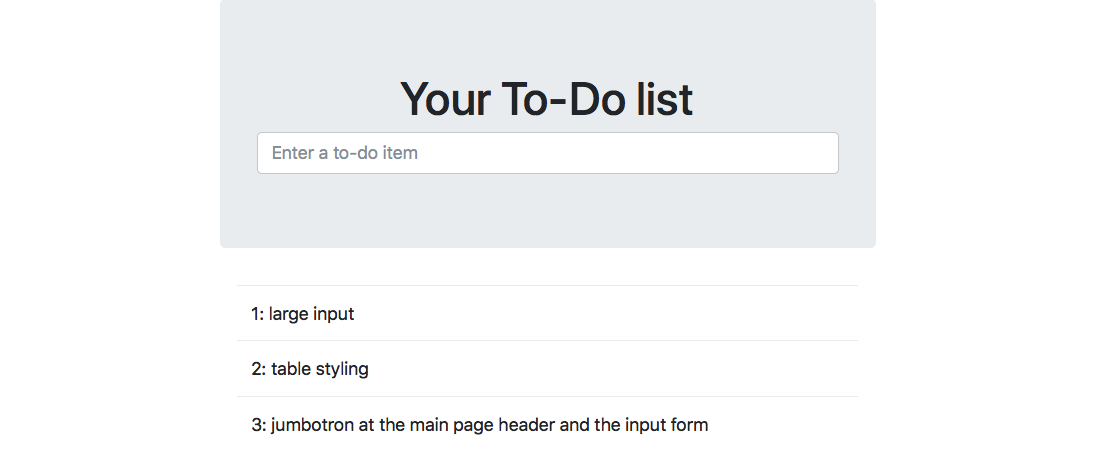 Your To-Do list
Enter a to-do item
1: large input
2: table styling
3: jumbotron at the main page header and the input form